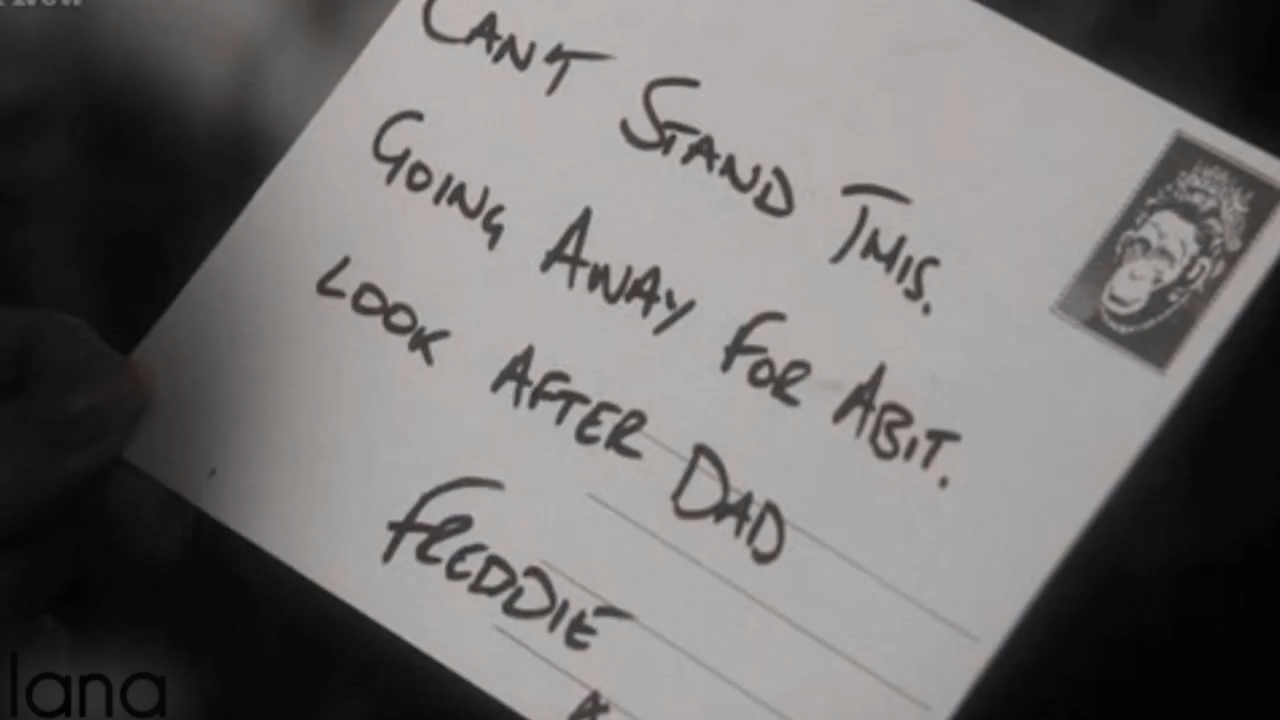 CANT STAND THIS.
GOING AWAY FOR ABIT.
LOOK AFTER DAD
FREDDIE
lana